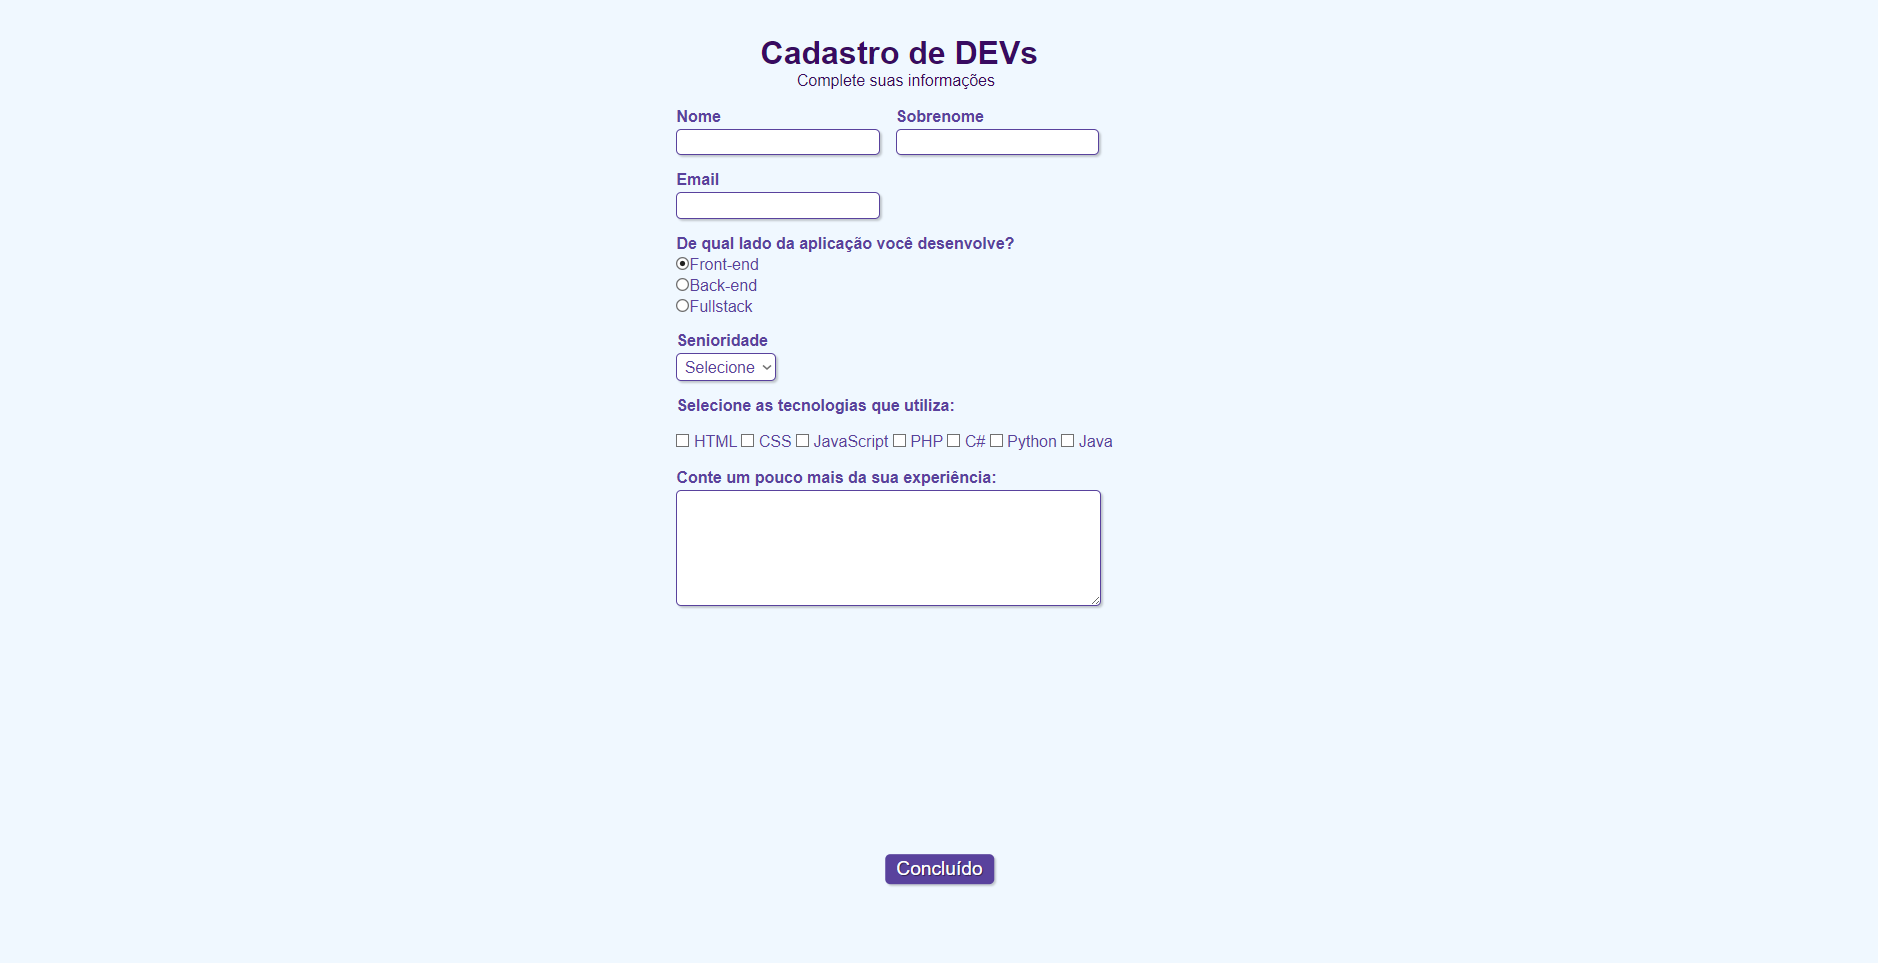 Cadastro de DEVs
Complete suas informações
Nome Sobrenome
Email
De qual lado da aplicação você desenvolve?
Front-end
Back-end
Fullstack
Senioridade
Selecione
Selecione as tecnologias que utiliza:
HTML CSS JavaScript PHP C# Python Java
Conte um pouco mais da sua experiência:
Concluído